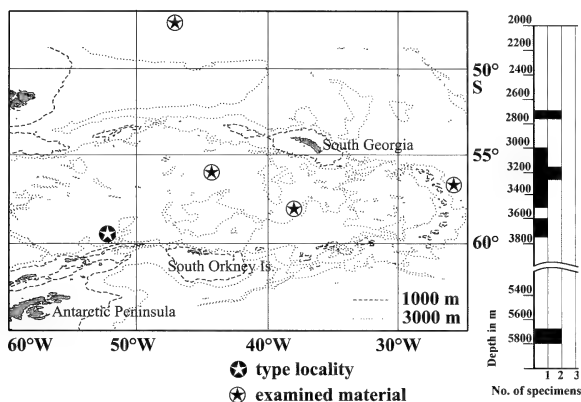 50°
S
South Georgia
55°
60°
South Orkney Is.
1000 m
3000 m
Antarctic Peninsula
60°W
50°W
40°W
30°W
type locality
examined material
2000
2200
2400
2600
2800
3000
3200
3400
3600
3800
5400
5600
5800
Depth in m
1 2 3
No. of specimens